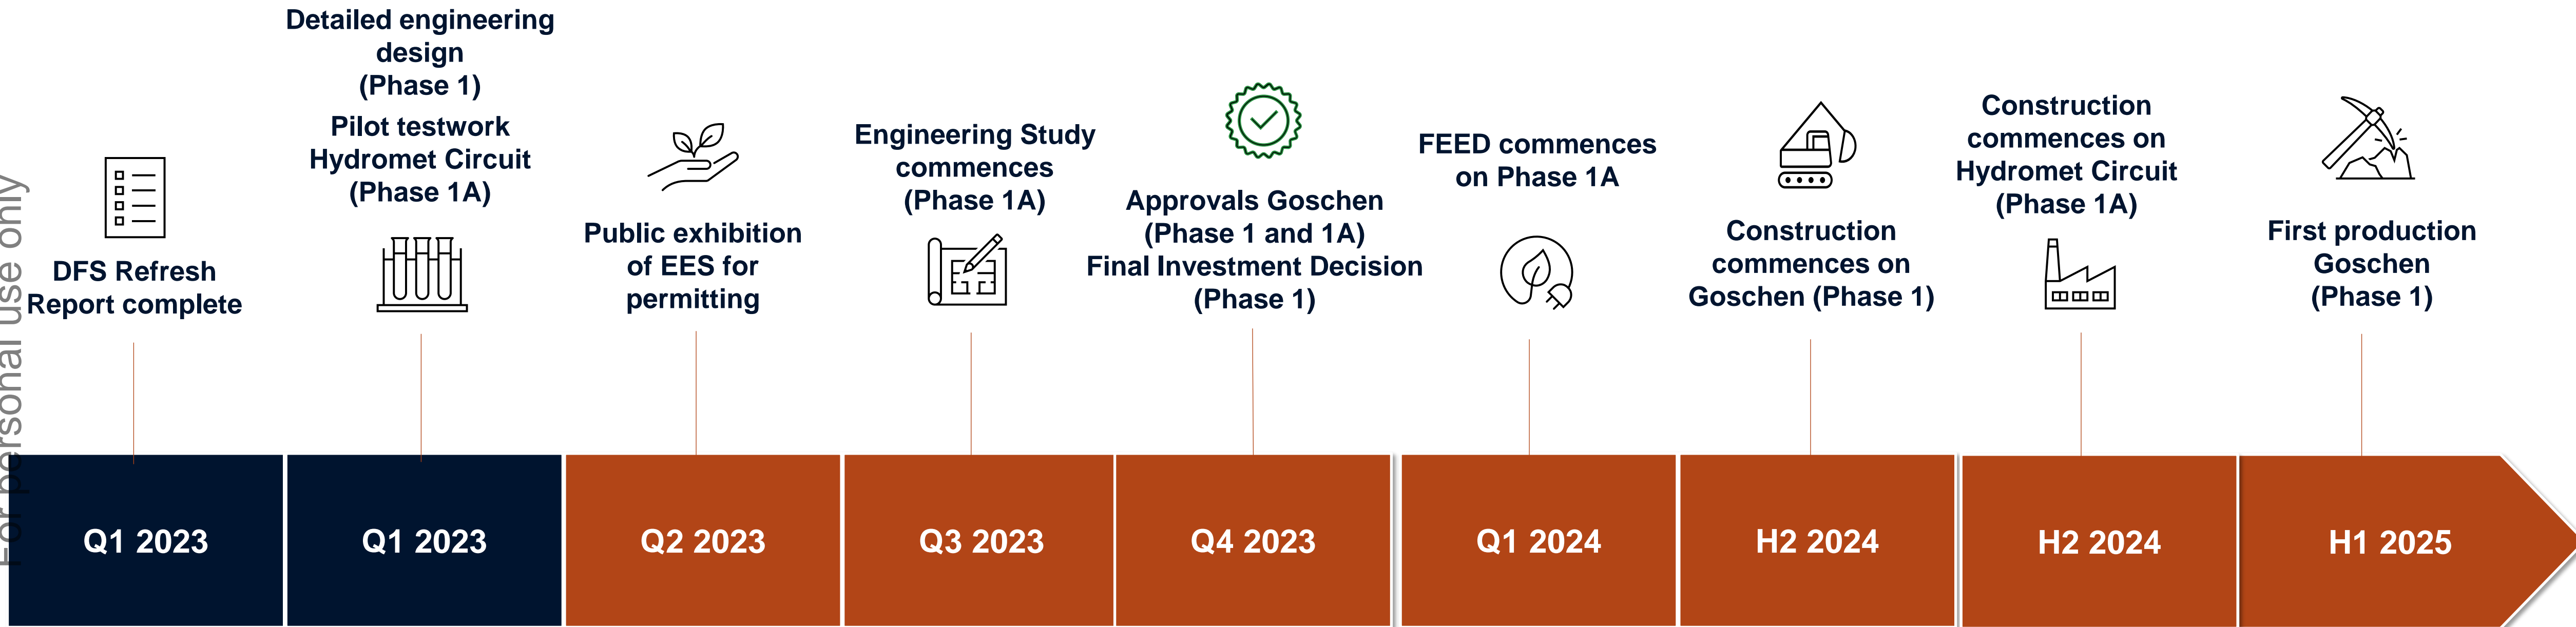 Detailed engineering
design
(Phase 1)
Pilot testwork
Hydromet Circuit
(Phase 1A)
DFS Refresh
Report complete
Public exhibition
of EES for
permitting
Engineering Study
commences
(Phase 1A)
Approvals Goschen
(Phase 1 and 1A)
Final Investment Decision
(Phase 1)
FEED commences
on Phase 1A
Construction
commences on
Goschen (Phase 1)
Construction
commences on
Hydromet Circuit
(Phase 1A)
First production
Goschen
(Phase 1)
For personal use only
Q1 2023
Q1 2023
Q2 2023
Q3 2023
Q4 2023
Q1 2024
H2 2024
H2 2024
H1 2025